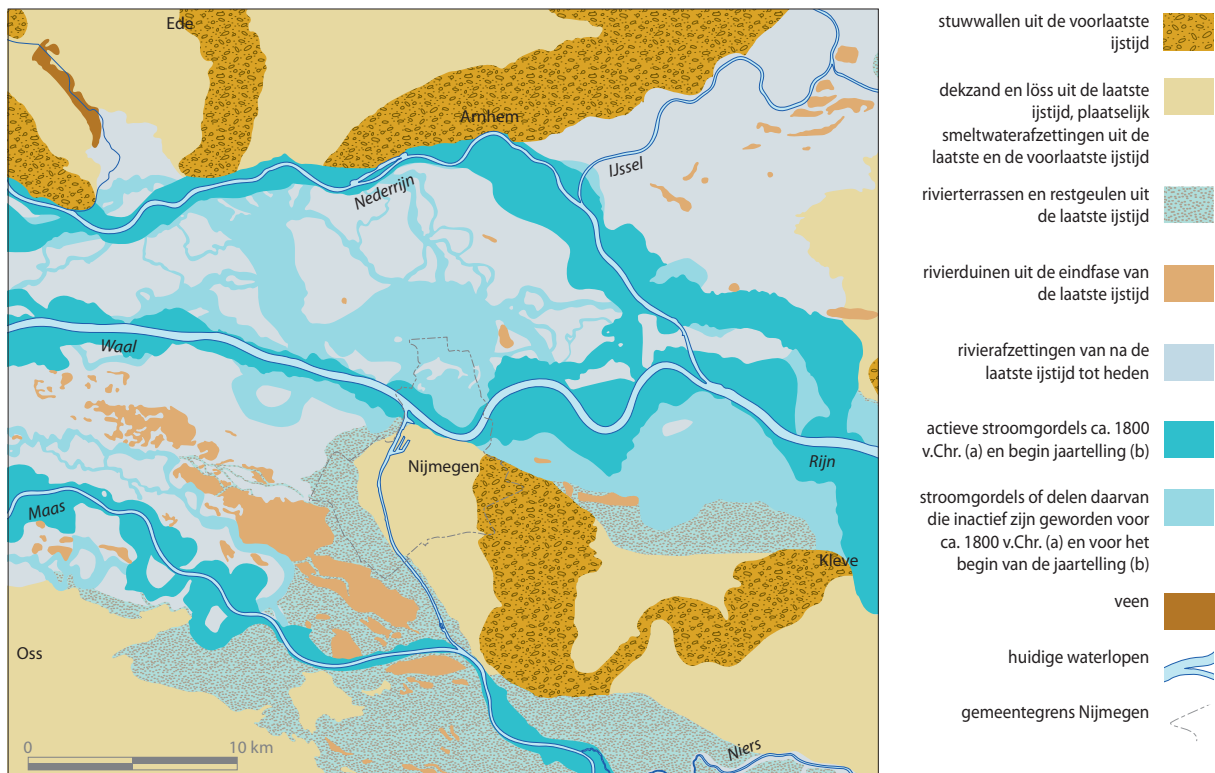 Ede
Arnhem
Nederrijn
IJssel
Waal
Nijmegen
Rijn
Maas
Kleve
Oss
Niers
0 10 km
stuwwallen uit de voorlaatste
ijstijd
dekzand en löss uit de laatste
ijstijd, plaatselijk
smeltwaterafzettingen uit de
laatste en de voorlaatste ijstijd
rivierterrassen en restgeulen uit
de laatste ijstijd
rivierduinen uit de eindfase van
de laatste ijstijd
rivierafzettingen van na de
laatste ijstijd tot heden
actieve stroomgordels ca. 1800
v.Chr. (a) en begin jaartelling (b)
stroomgordels of delen daarvan
die inactief zijn geworden voor
ca. 1800 v.Chr. (a) en voor het
begin van de jaartelling (b)
veen
huidige waterlopen
gemeentegrens Nijmegen